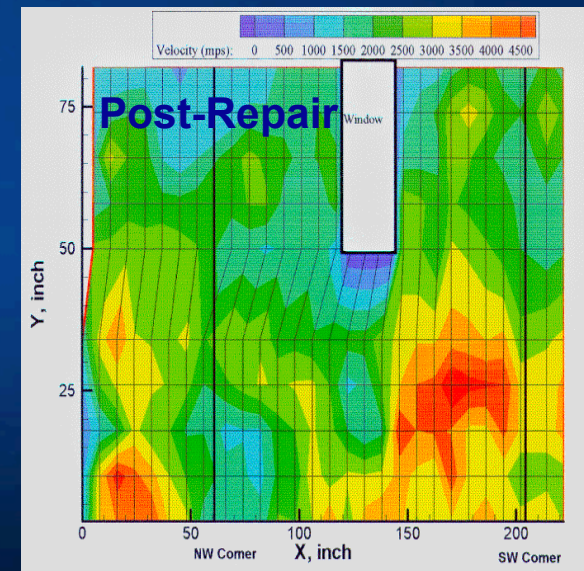 Velocity (mps): 0 500 1000 1500 2000 2500 3000 3500 4000 4500
Post-Repair
Window
75
50
25
Y, inch
0 50 100 150 200
NW Corner X, inch SW Corner